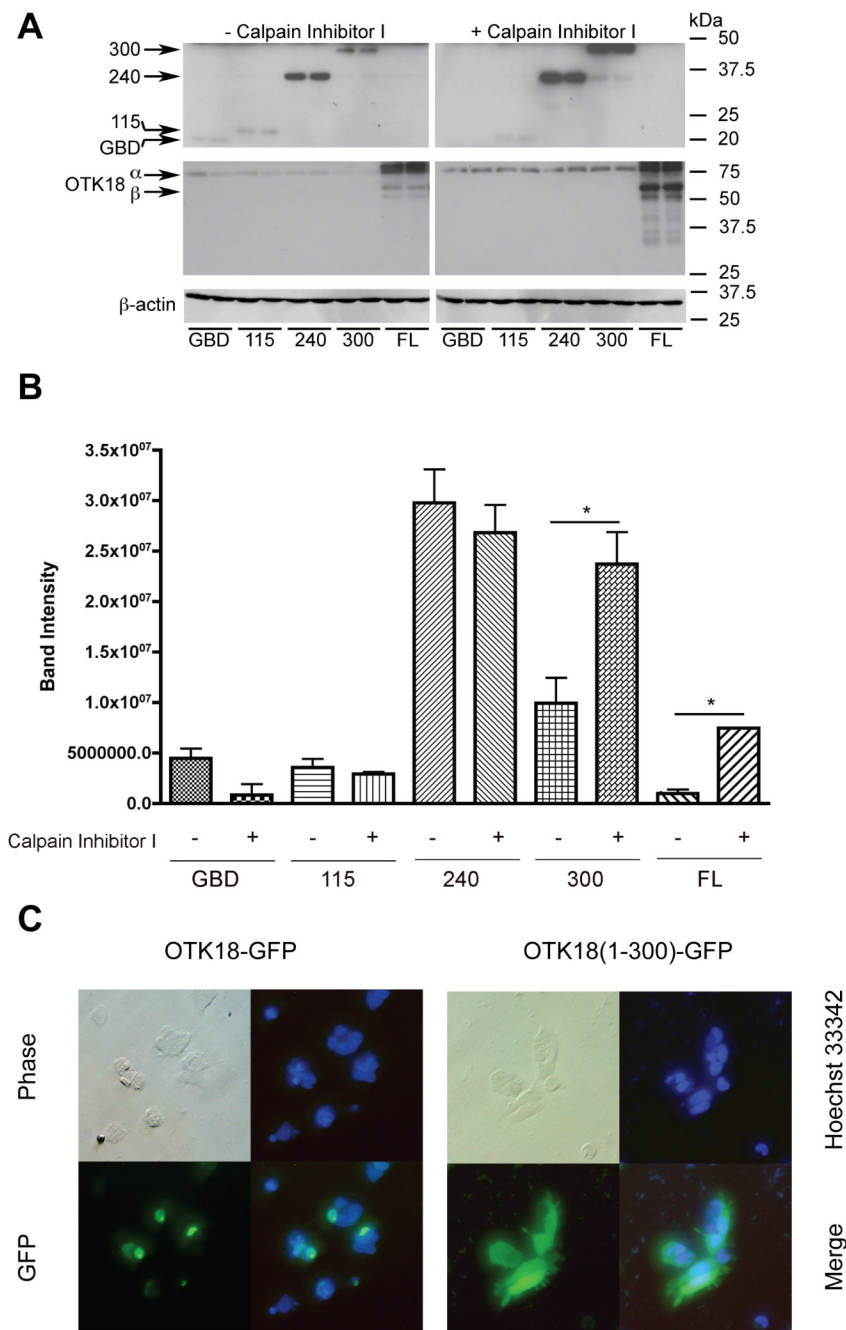 A
- Calpain Inhibitor I
+ Calpain Inhibitor I
kDa
300
240
115
GBD
50
37.5
25
20
OTK18 α
β
75
50
37.5
25
β-actin
37.5
25
GBD 115 240 300 FL
GBD 115 240 300 FL
B
Band Intensity
3.5x10⁰⁷
3.0x10⁰⁷
2.5x10⁰⁷
2.0x10⁰⁷
1.5x10⁰⁷
1.0x10⁰⁷
5000000.0
0.0
* *
Calpain Inhibitor I - + - + - + - + - +
GBD 115 240 300 FL
C
OTK18-GFP
OTK18(1-300)-GFP
Phase
Hoechst 33342
GFP
Merge